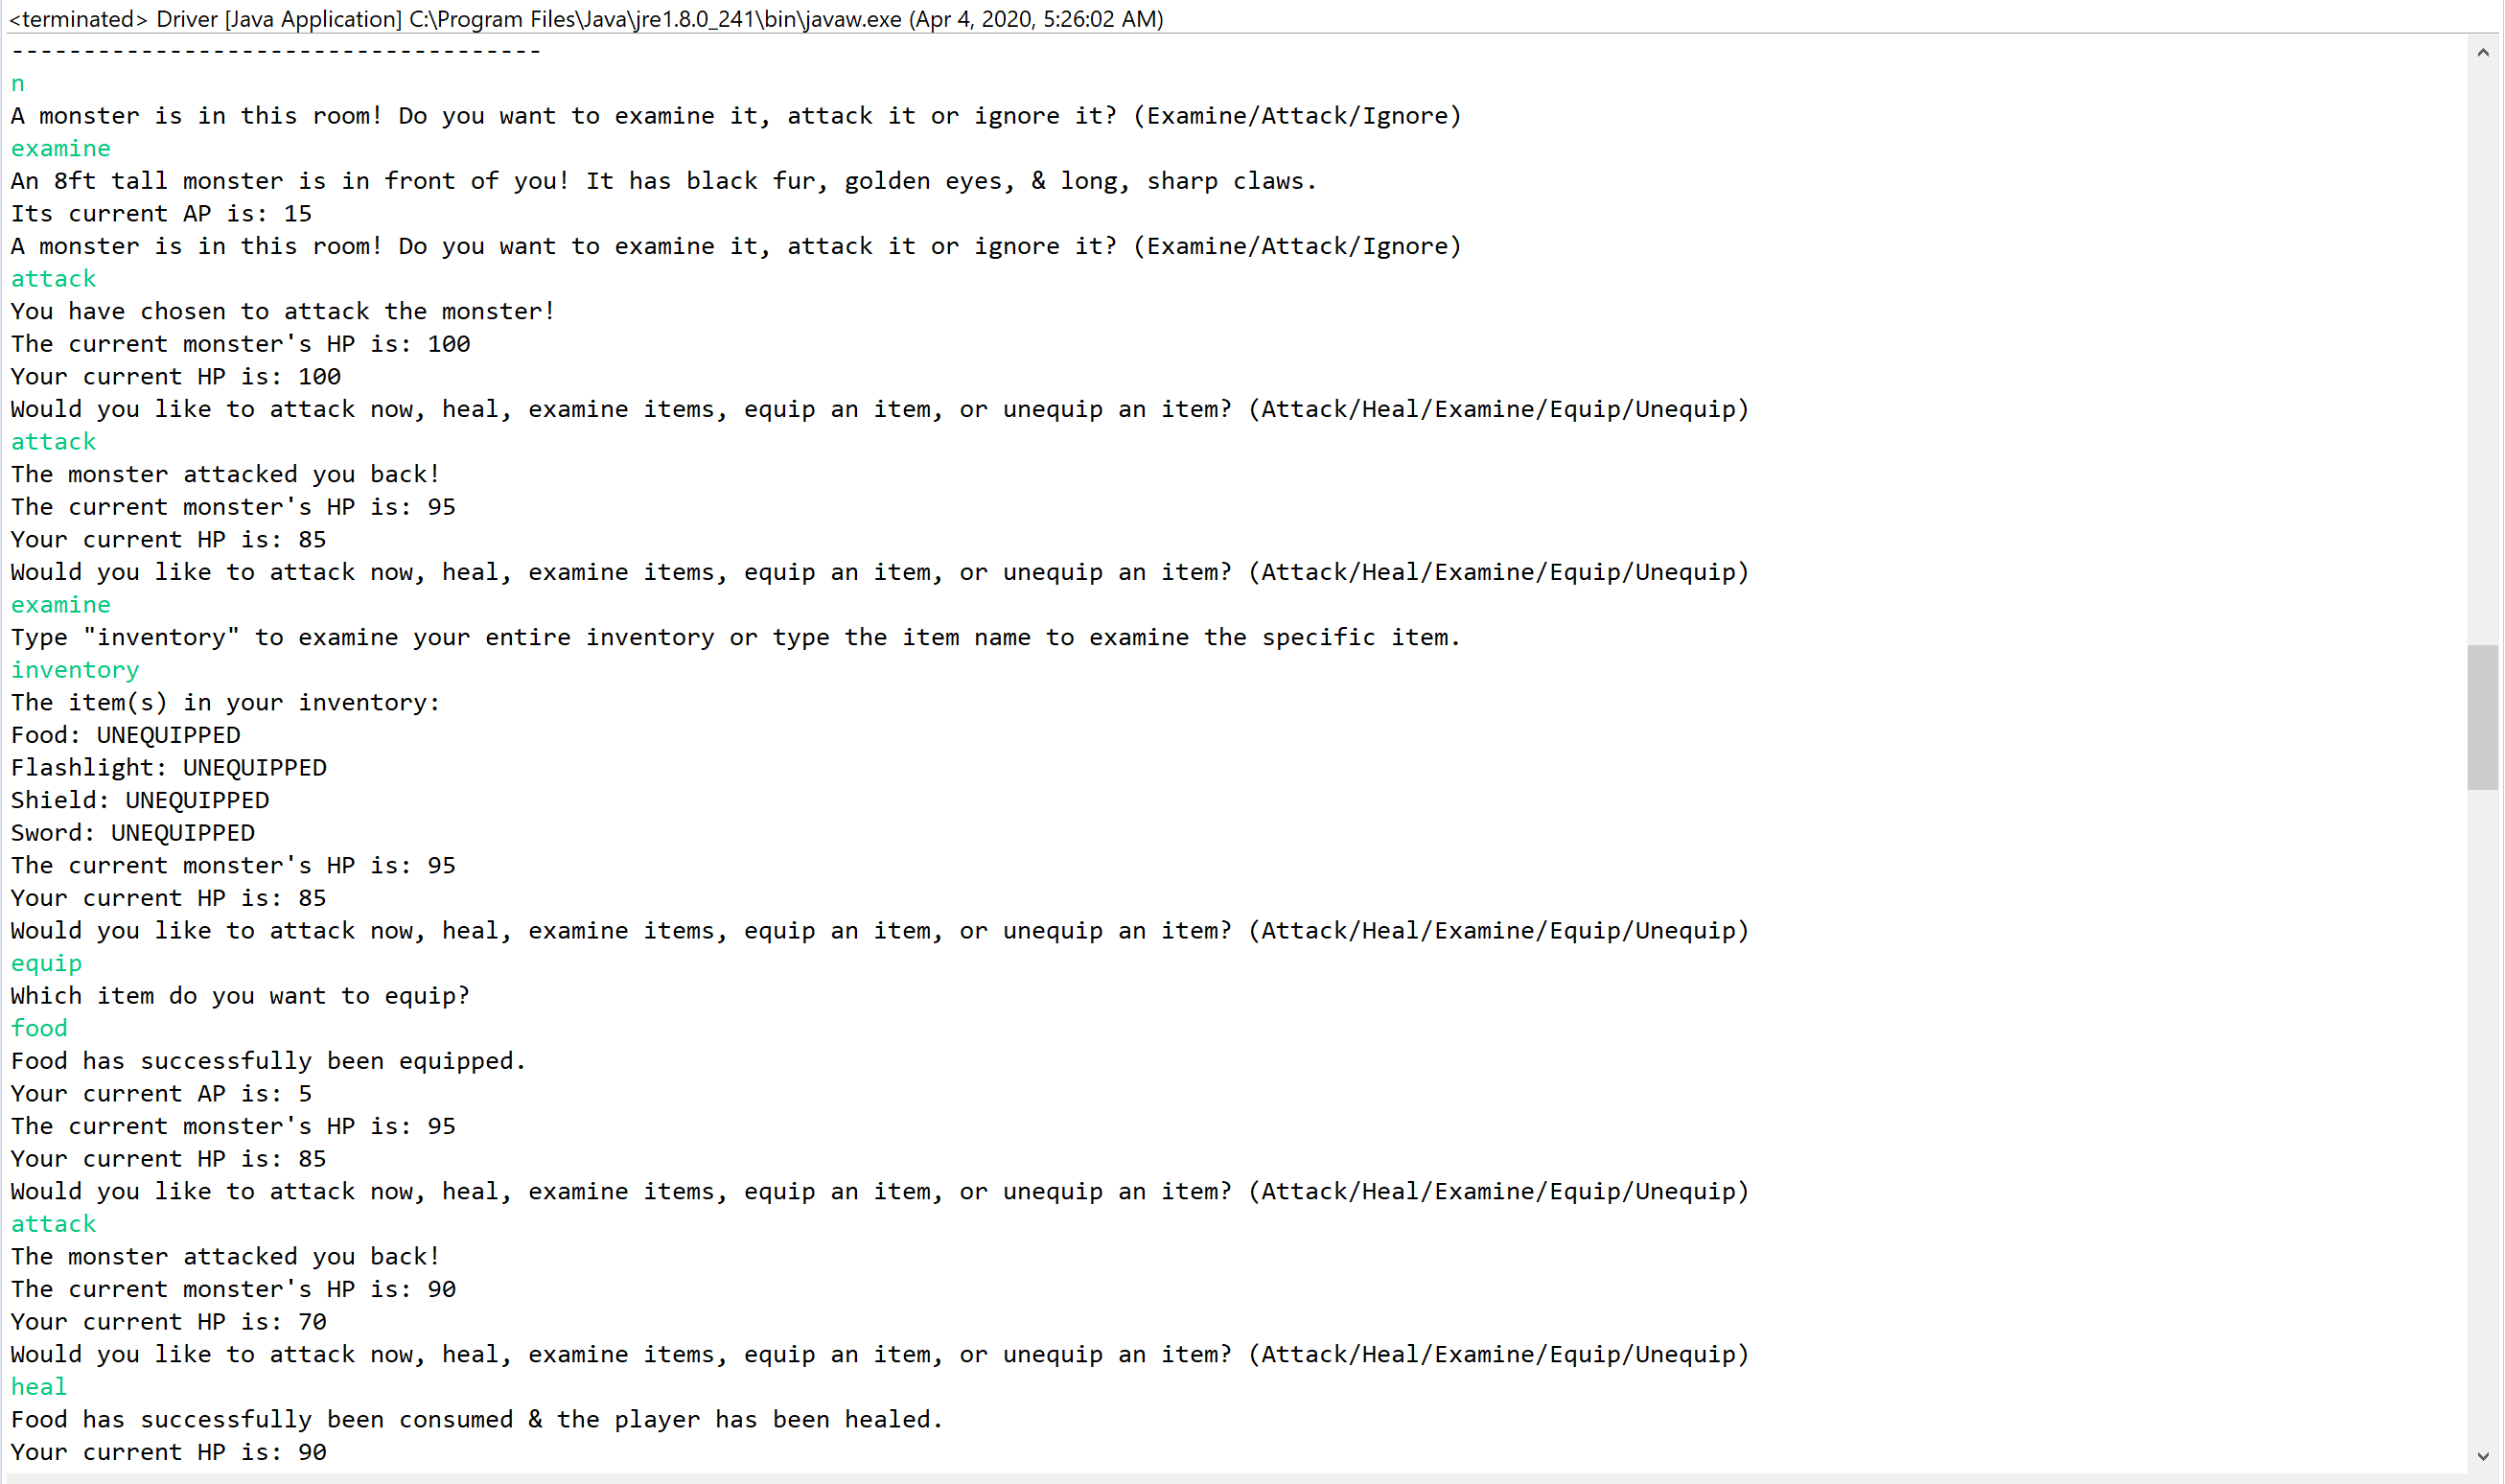 <terminated> Driver [Java Application] C:\Program Files\Java\jre1.8.0_241\bin\javaw.exe (Apr 4, 2020, 5:26:02 AM)
-------------------------------------
n
A monster is in this room! Do you want to examine it, attack it or ignore it? (Examine/Attack/Ignore)
examine
An 8ft tall monster is in front of you! It has black fur, golden eyes, & long, sharp claws.
Its current AP is: 15
A monster is in this room! Do you want to examine it, attack it or ignore it? (Examine/Attack/Ignore)
attack
You have chosen to attack the monster!
The current monster's HP is: 100
Your current HP is: 100
Would you like to attack now, heal, examine items, equip an item, or unequip an item? (Attack/Heal/Examine/Equip/Unequip)
attack
The monster attacked you back!
The current monster's HP is: 95
Your current HP is: 85
Would you like to attack now, heal, examine items, equip an item, or unequip an item? (Attack/Heal/Examine/Equip/Unequip)
examine
Type "inventory" to examine your entire inventory or type the item name to examine the specific item.
inventory
The item(s) in your inventory:
Food: UNEQUIPPED
Flashlight: UNEQUIPPED
Shield: UNEQUIPPED
Sword: UNEQUIPPED
The current monster's HP is: 95
Your current HP is: 85
Would you like to attack now, heal, examine items, equip an item, or unequip an item? (Attack/Heal/Examine/Equip/Unequip)
equip
Which item do you want to equip?
food
Food has successfully been equipped.
Your current AP is: 5
The current monster's HP is: 95
Your current HP is: 85
Would you like to attack now, heal, examine items, equip an item, or unequip an item? (Attack/Heal/Examine/Equip/Unequip)
attack
The monster attacked you back!
The current monster's HP is: 90
Your current HP is: 70
Would you like to attack now, heal, examine items, equip an item, or unequip an item? (Attack/Heal/Examine/Equip/Unequip)
heal
Food has successfully been consumed & the player has been healed.
Your current HP is: 90